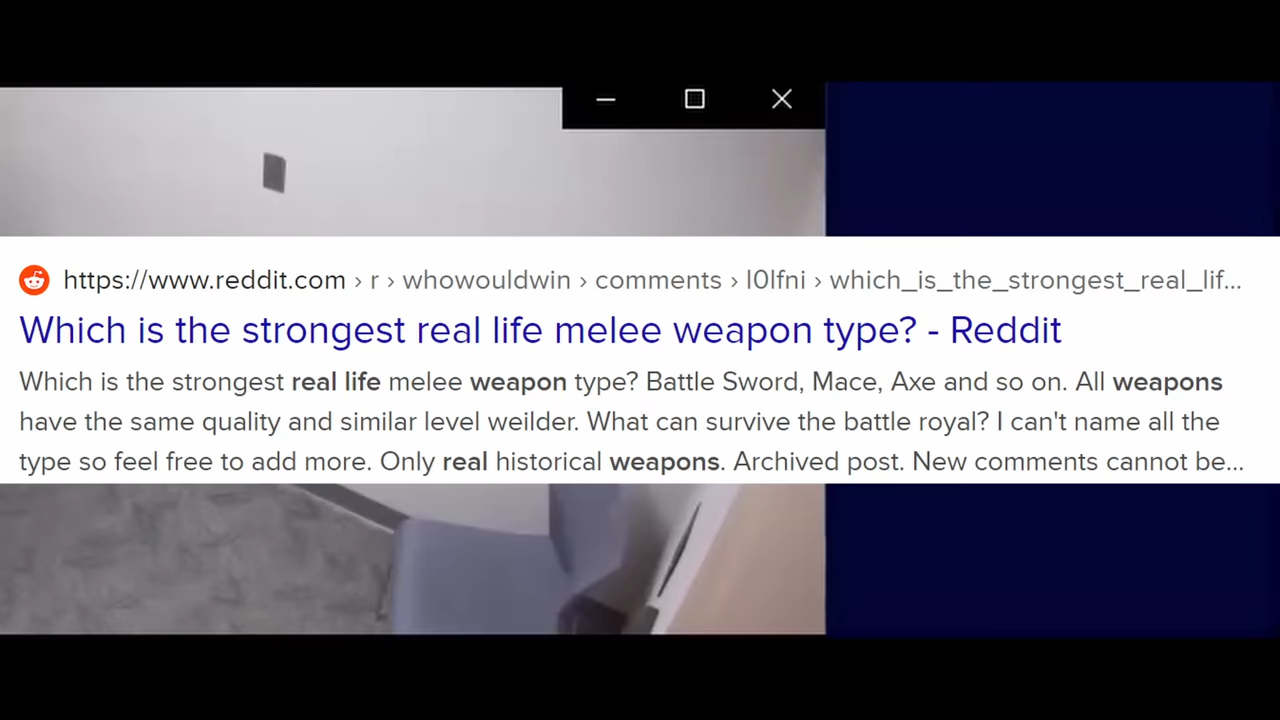 https://www.reddit.com › r › whowouldwin › comments › l0lfni › which_is_the_strongest_real_lif...
Which is the strongest real life melee weapon type? - Reddit
Which is the strongest real life melee weapon type? Battle Sword, Mace, Axe and so on. All weapons
have the same quality and similar level weilder. What can survive the battle royal? I can't name all the
type so feel free to add more. Only real historical weapons. Archived post. New comments cannot be...